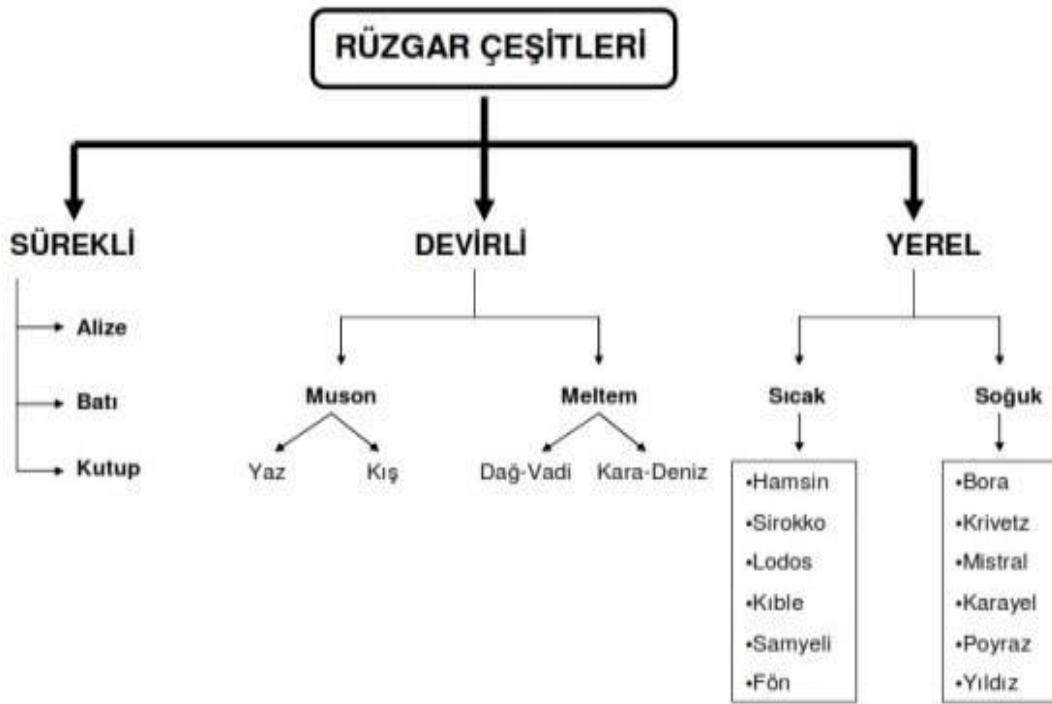 RÜZGAR ÇEŞİTLERİ
SÜREKLİ
Alize
Batı
Kutup
DEVİRLİ
Muson
Yaz
Kış
Meltem
Dağ-Vadi
Kara-Deniz
YEREL
Sıcak
•Hamsin
•Sirokko
•Lodos
•Kıble
•Samyeli
•Fön
Soğuk
•Bora
•Krivetz
•Mistral
•Karayel
•Poyraz
•Yıldız